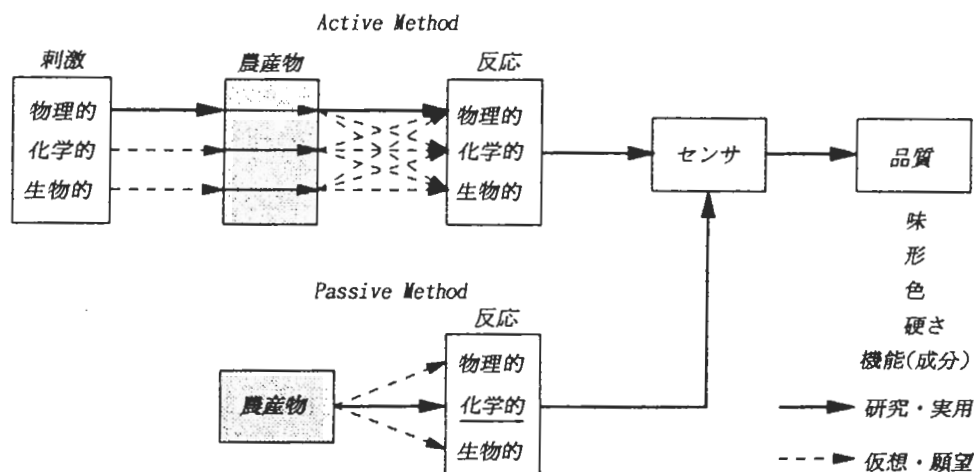 Active Method
刺激
農産物
反応
物理的
化学的
生物的
物理的
化学的
生物的
センサ
品質
味
形
色
硬さ
機能(成分)
Passive Method
反応
農産物
物理的
化学的
生物的
研究・実用
仮想・願望